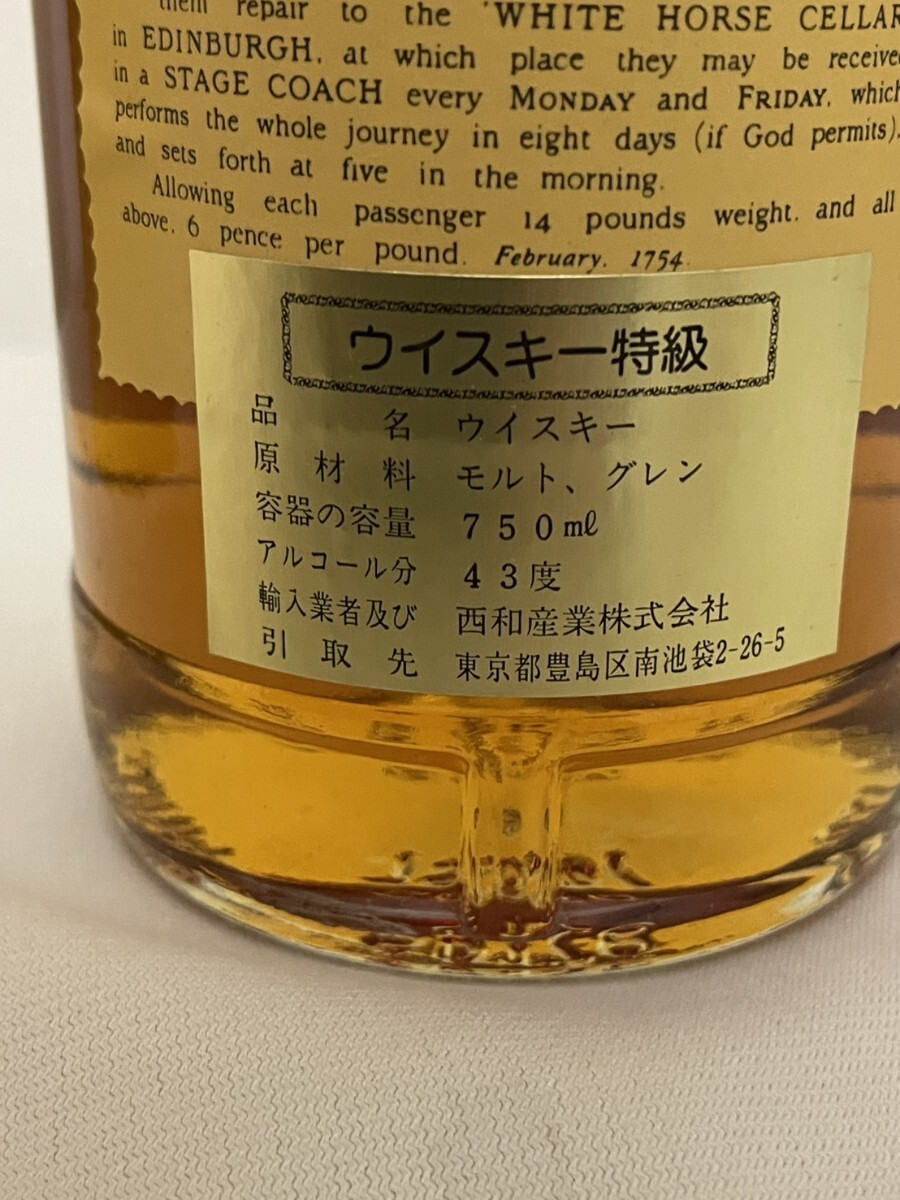 them repair to the 'WHITE HORSE CELLAR
in EDINBURGH, at which place they may be received
in a STAGE COACH every MONDAY and FRIDAY, which
performs the whole journey in eight days (if God permits),
and sets forth at five in the morning.
Allowing each passenger 14 pounds weight, and all
above, 6 pence per pound. February, 1754.
ウイスキー特級
品名 ウイスキー
原材料 モルト、グレン
容器の容量 750ml
アルコール分 43度
輸入業者及び 西和産業株式会社
引取先 東京都豊島区南池袋2-26-5